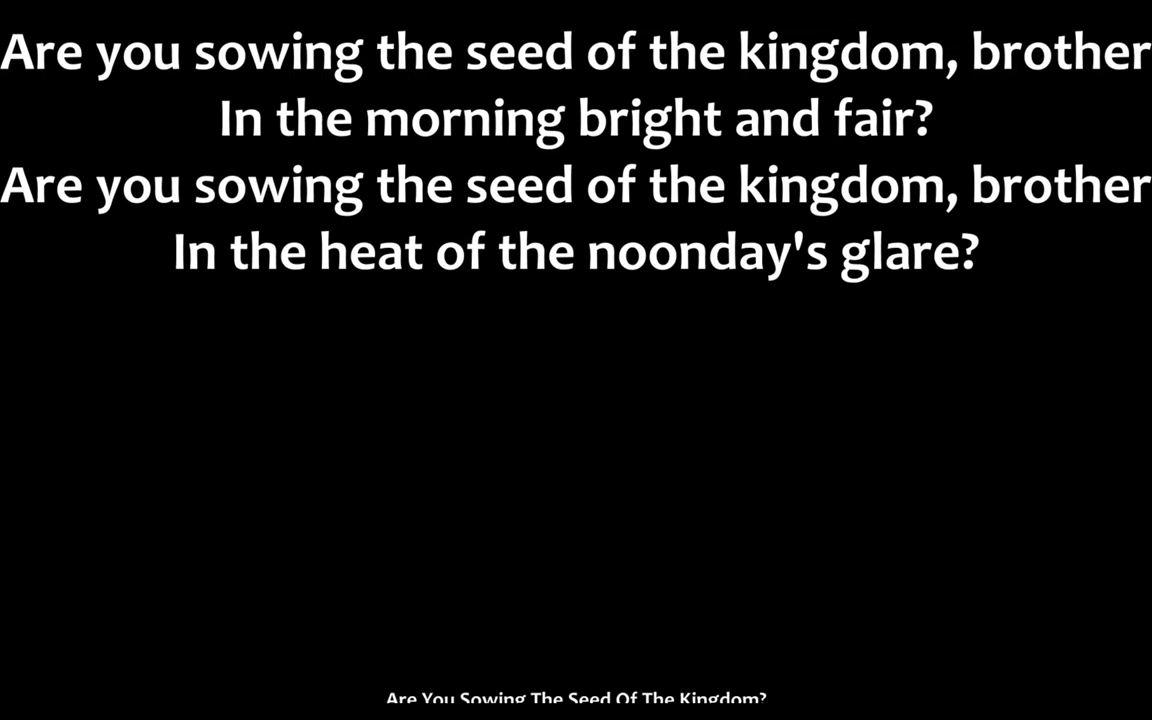 Are you sowing the seed of the kingdom, brother
In the morning bright and fair?
Are you sowing the seed of the kingdom, brother
In the heat of the noonday's glare?
Are You Sowing The Seed Of The Kingdom?